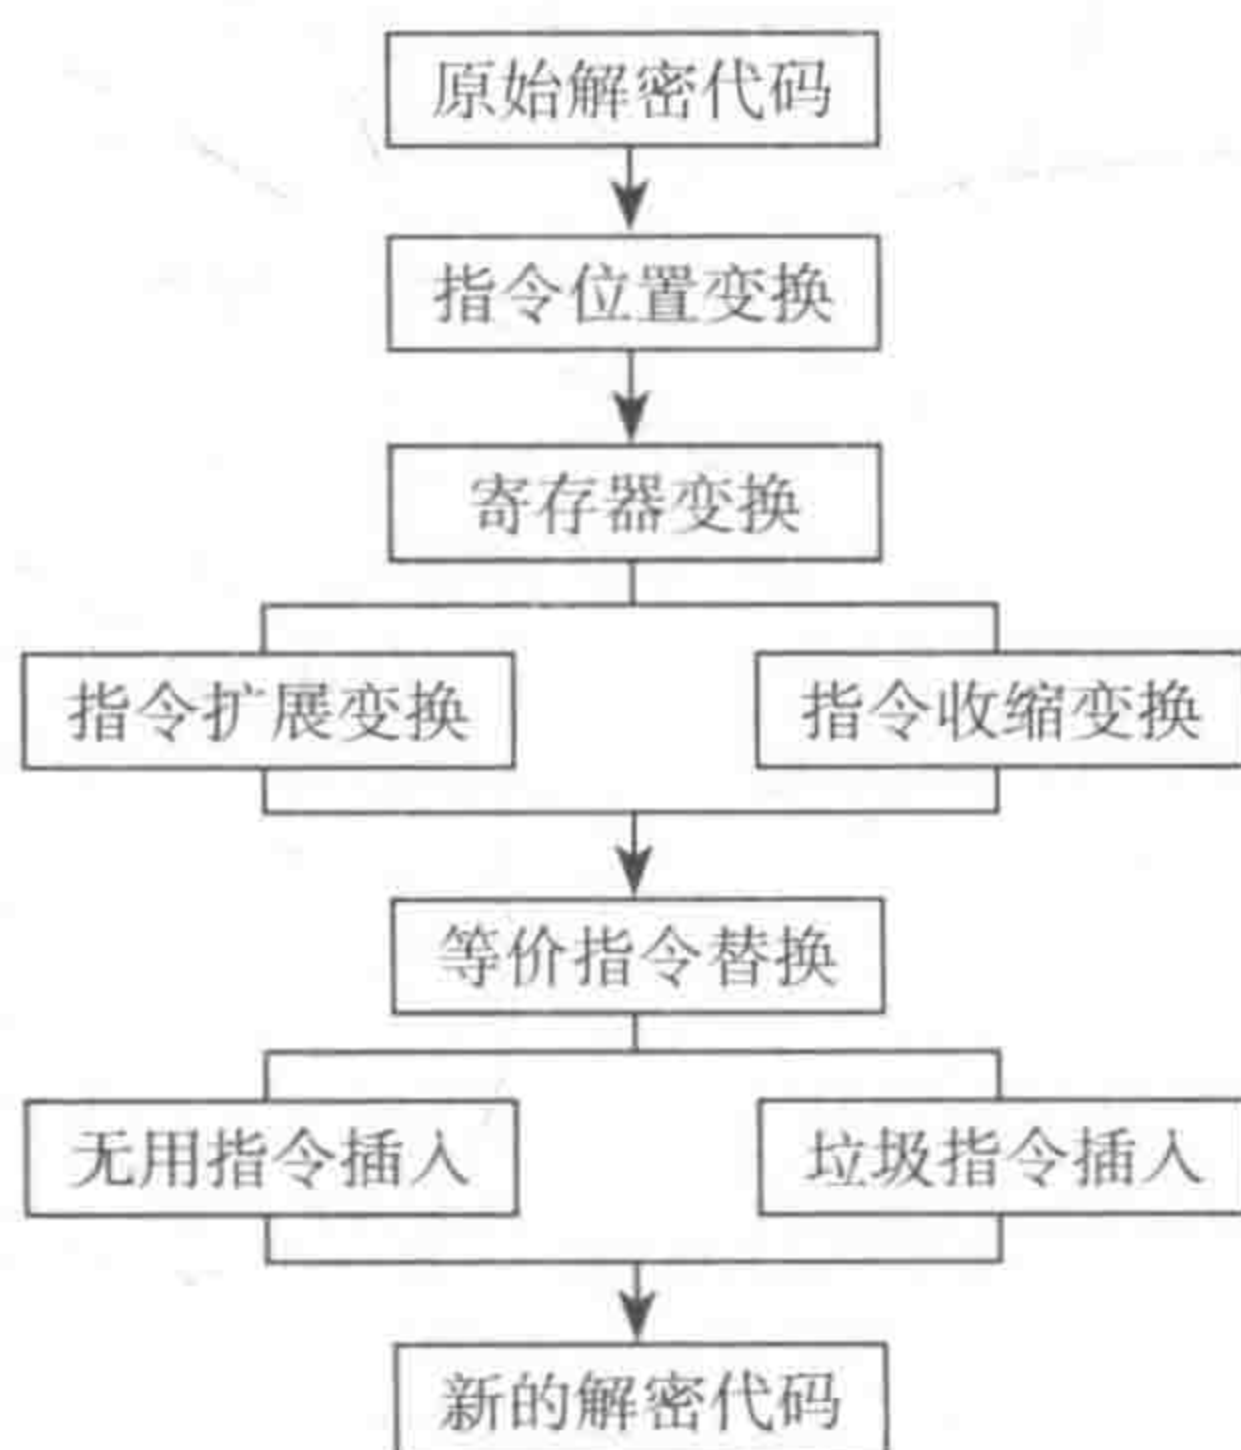 原始解密代码
指令位置变换
寄存器变换
指令扩展变换
指令收缩变换
等价指令替换
无用指令插入
垃圾指令插入
新的解密代码